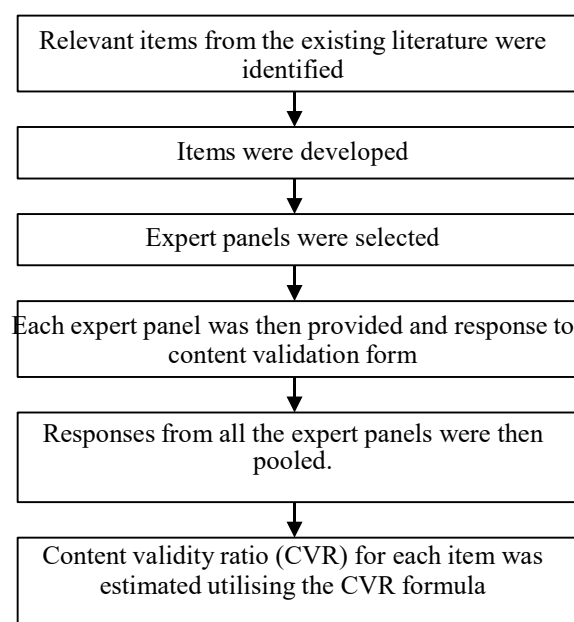 Relevant items from the existing literature were
identified
Items were developed
Expert panels were selected
Each expert panel was then provided and response to
content validation form
Responses from all the expert panels were then
pooled.
Content validity ratio (CVR) for each item was
estimated utilising the CVR formula